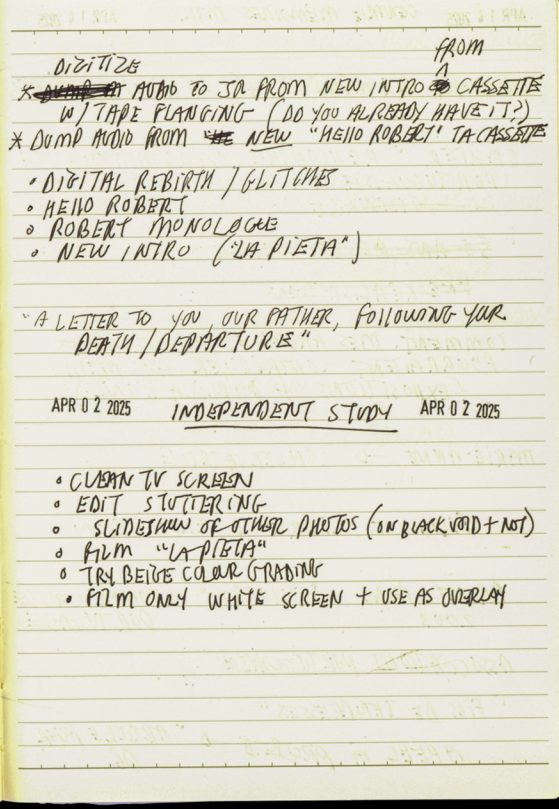 FROM
DIGITIZE
* AUDIO TO JR FROM NEW INTRO CASSETTE
W/ TAPE FLANGING (DO YOU ALREADY HAVE IT?)
* DUMP AUDIO FROM NEW "HELLO ROBERT" TA CASSETTE
• DIGITAL REBIRTH / GLITCHES
• HELLO ROBERT
• ROBERT MONOLOGUE
• NEW INTRO ("LA PIETA")
"A LETTER TO YOU, OUR FATHER, FOLLOWING YOUR
DEATH/DEPARTURE"
APR 02 2025 INDEPENDENT STUDY APR 02 2025
• CLEAN TV SCREEN
• EDIT STUTTERING
• SLIDESHOW OF OTHER PHOTOS (ON BLACK VOID + NOT)
• FILM "LA PIETA"
• TRY BEIGE COLOUR GRADING
• FILM ONLY WHITE SCREEN + USE AS OVERLAY